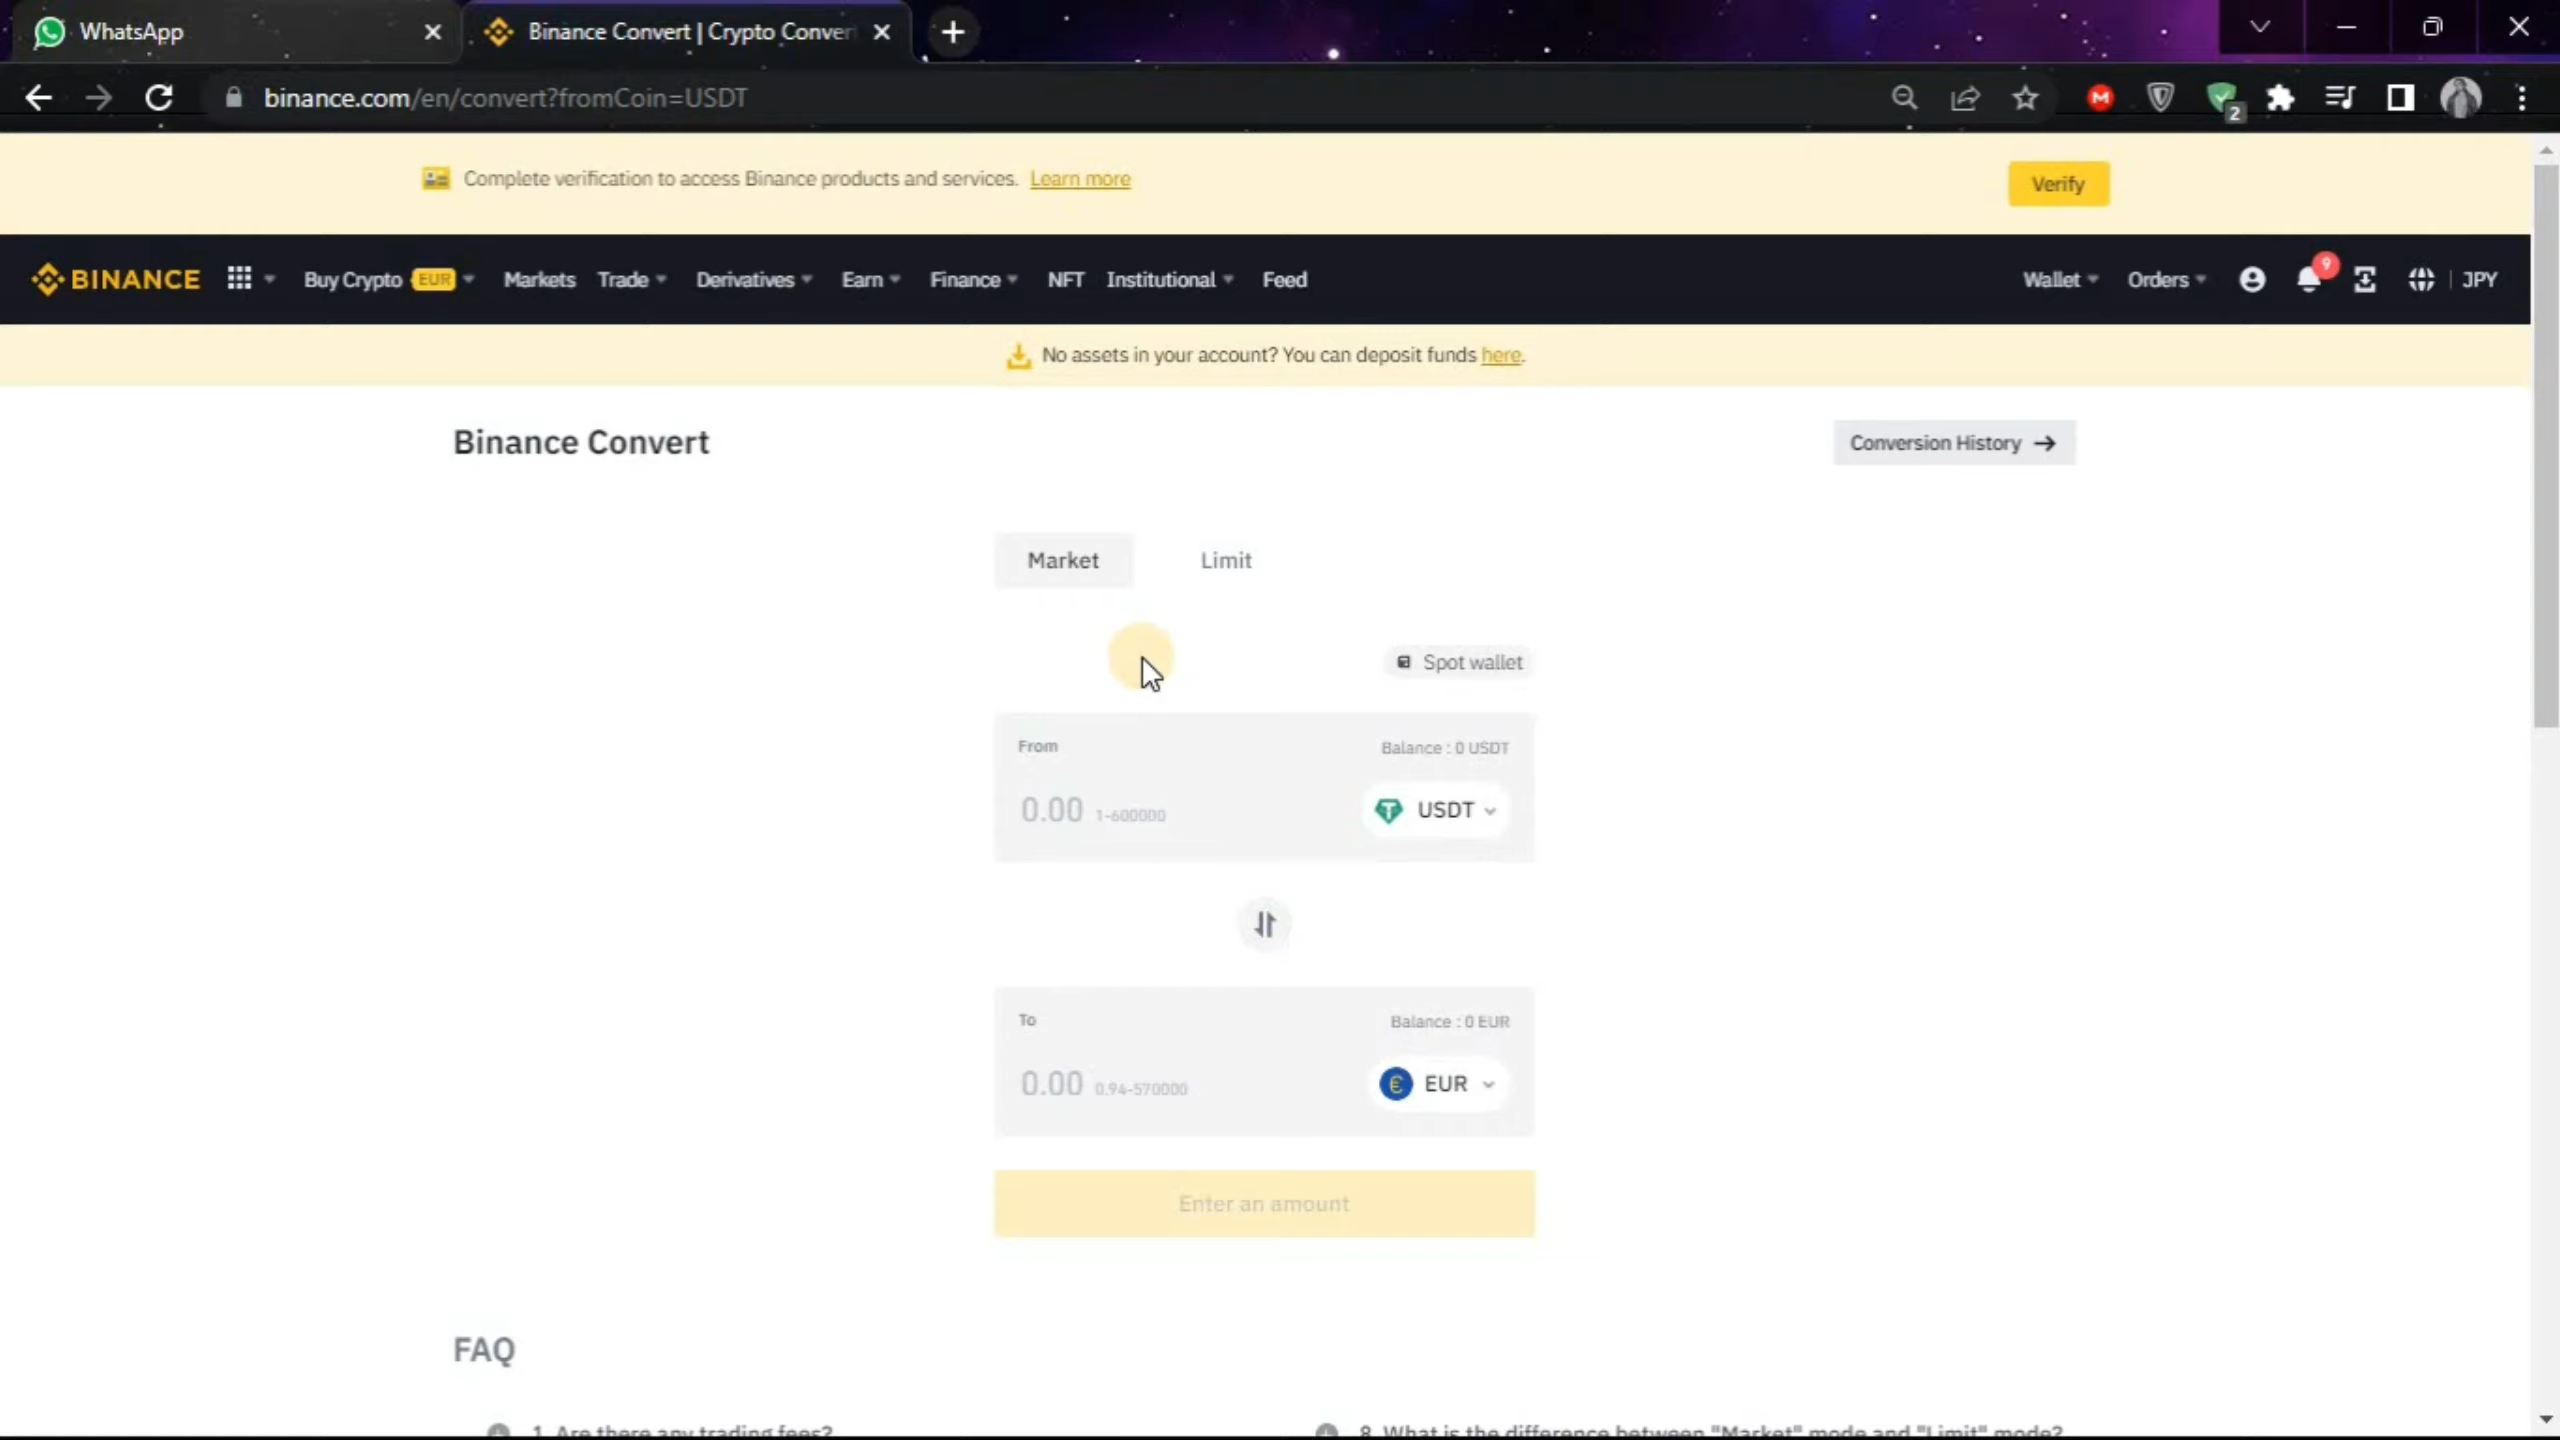 WhatsApp
Binance Convert | Crypto Conver
binance.com/en/convert?fromCoin=USDT
M
2
Complete verification to access Binance products and services. Learn more
Verify
BINANCE
Buy Crypto EUR
Markets
Trade
Derivatives
Earn
Finance
NFT
Institutional
Feed
Wallet
Orders
9
JPY
No assets in your account? You can deposit funds here.
Binance Convert
Conversion History →
Market
Limit
Spot wallet
From
Balance : 0 USDT
0.00 1-600000
USDT
To
Balance : 0 EUR
0.00 0.94-570000
EUR
Enter an amount
FAQ
1. Are there any trading fees?
8. What is the difference between "Market" mode and "Limit" mode?